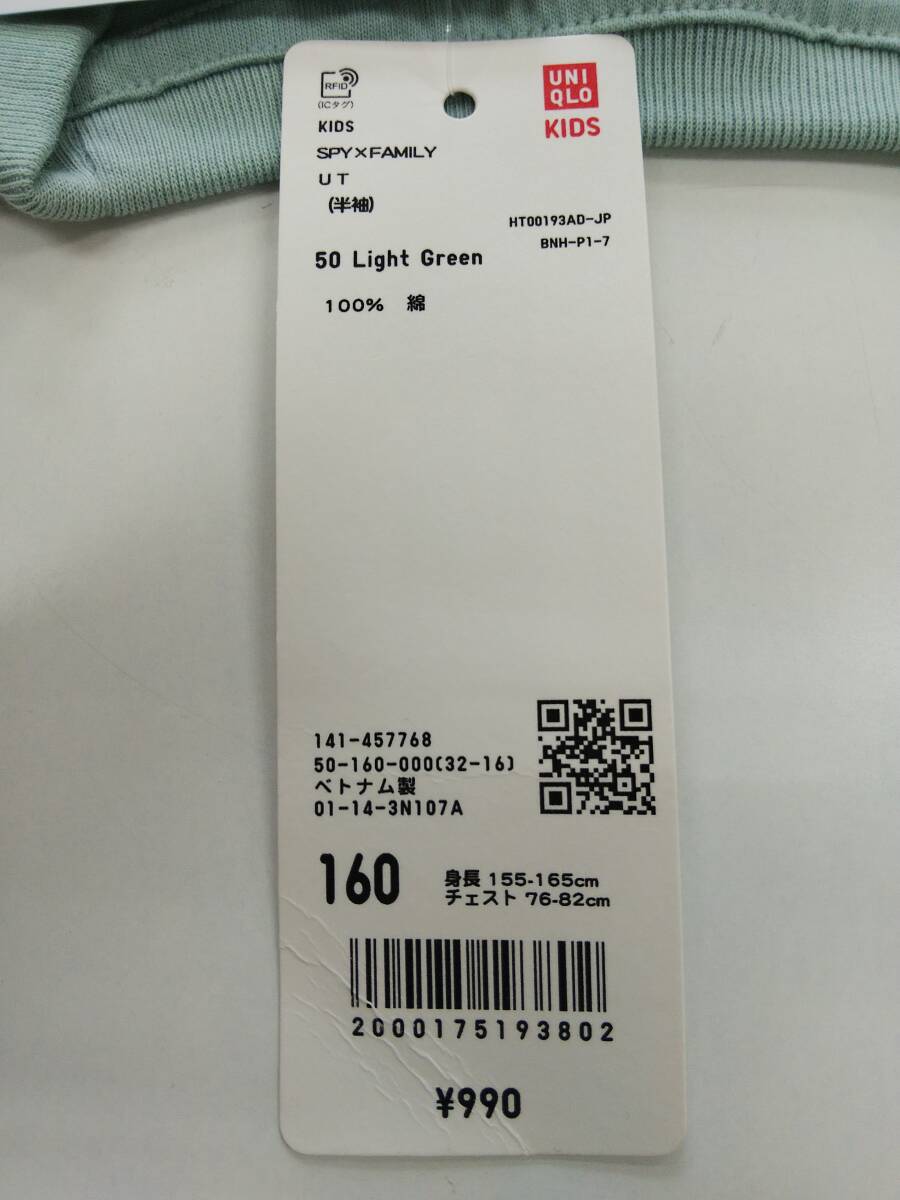 RFID
(ICタグ)
UNI
QLO
KIDS
KIDS
SPY×FAMILY
UT
(半袖)
HT00193AD-JP
BNH-P1-7
50 Light Green
100% 綿
141-457768
50-160-000(32-16)
ベトナム製
01-14-3N107A
160
身長 155-165cm
チェスト 76-82cm
2000175193802
¥990